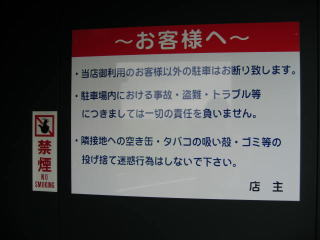 ～お客様へ～
・当店御利用のお客様以外の駐車はお断り致します。
・駐車場内における事故・盗難・トラブル等
につきましては一切の責任を負いません。
・隣接地への空き缶・タバコの吸い殻・ゴミ等の
投げ捨て迷惑行為はしないで下さい。
店 主
禁煙
NO
SMOKING